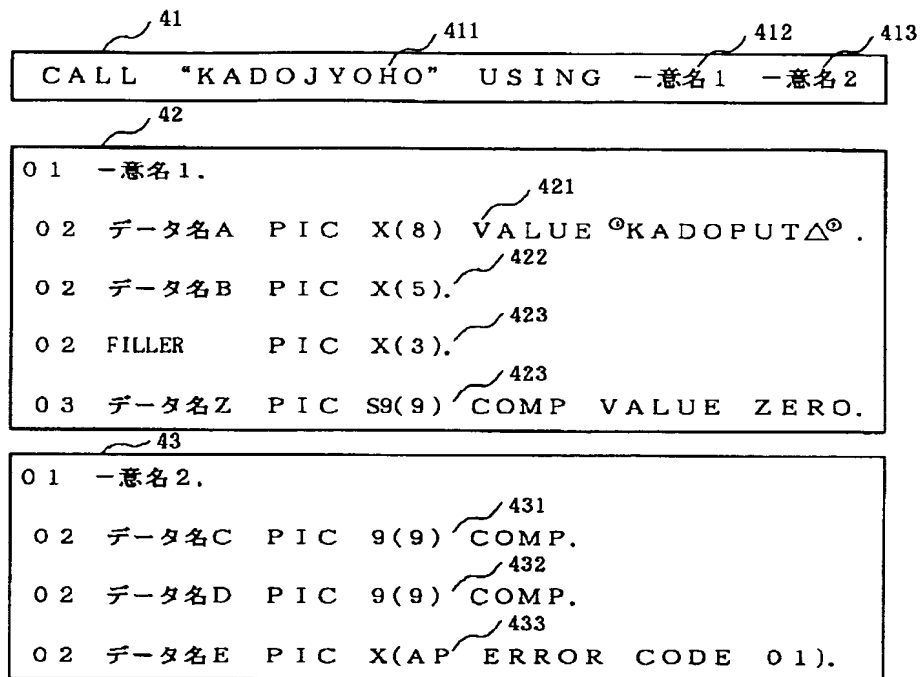 41 411 412 413
CALL “KADOJYOHO” USING 一意名1 一意名2
42
01 一意名1.
421
02 データ名A PIC X(8) VALUE 'KADOPUT△'.
422
02 データ名B PIC X(5).
423
02 FILLER PIC X(3).
423
03 データ名Z PIC S9(9) COMP VALUE ZERO.
43
01 一意名2.
431
02 データ名C PIC 9(9) COMP.
432
02 データ名D PIC 9(9) COMP.
433
02 データ名E PIC X(AP ERROR CODE 01).